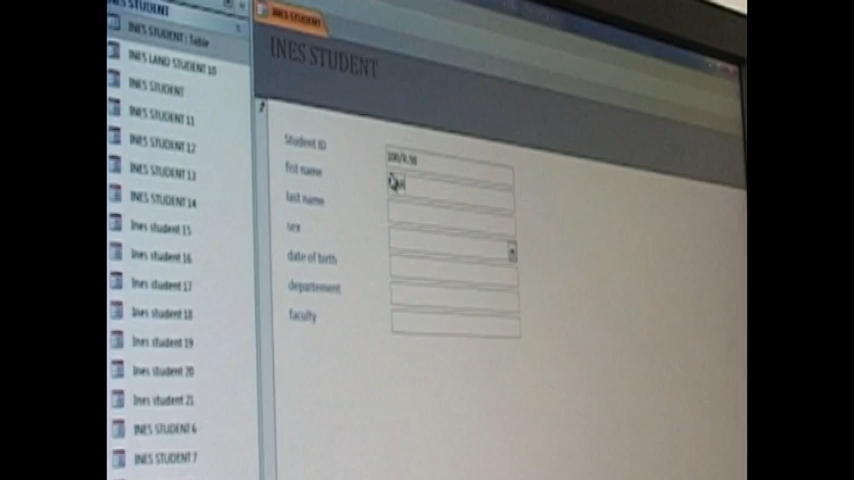 INES STUDENT
INES STUDENT : Table
INES LAND STUDENT 10
INES STUDENT
INES STUDENT 11
INES STUDENT 12
INES STUDENT 13
INES STUDENT 14
Ines student 15
Ines student 16
Ines student 17
Ines student 18
Ines student 19
Ines student 20
Ines student 21
INES STUDENT 6
INES STUDENT 7
INES STUDENT
INES STUDENT
Student ID
frist name
last name
sex
date of birth
departement
faculty